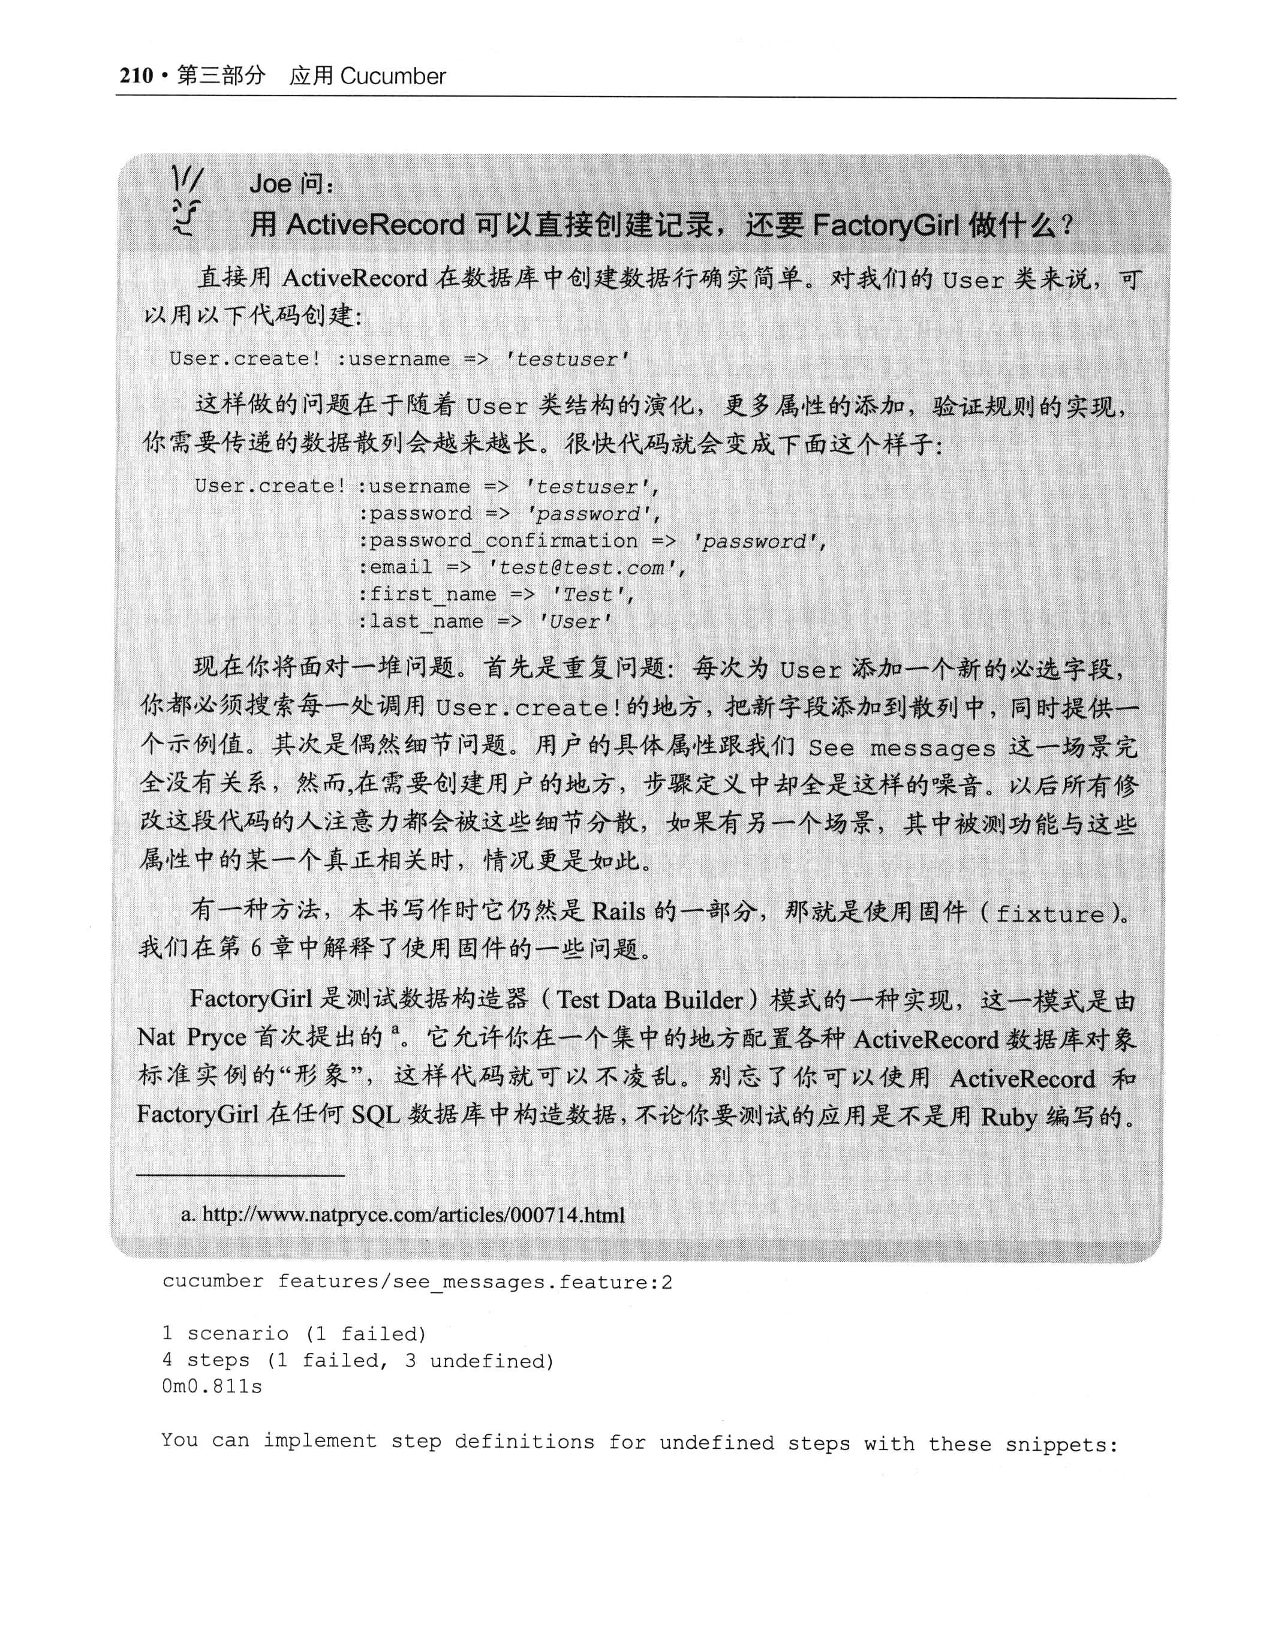 210·第三部分　应用 Cucumber
Joe 问：
用 ActiveRecord 可以直接创建记录，还要 FactoryGirl 做什么？
直接用 ActiveRecord 在数据库中创建数据行确实简单。对我们的 User 类来说，可
以用以下代码创建：
User.create! :username => 'testuser'
这样做的问题在于随着 User 类结构的演化，更多属性的添加，验证规则的实现，
你需要传递的数据散列会越来越长。很快代码就会变成下面这个样子：
User.create! :username => 'testuser',
:password => 'password',
:password_confirmation => 'password',
:email => 'test@test.com',
:first_name => 'Test',
:last_name => 'User'
现在你将面对一堆问题。首先是重复问题：每次为 User 添加一个新的必选字段，
你都必须搜索每一处调用 User.create!的地方，把新字段添加到散列中，同时提供一
个示例值。其次是偶然细节问题。用户的具体属性跟我们 See messages 这一场景完
全没有关系，然而,在需要创建用户的地方，步骤定义中却全是这样的噪音。以后所有修
改这段代码的人注意力都会被这些细节分散，如果有另一个场景，其中被测功能与这些
属性中的某一个真正相关时，情况更是如此。
有一种方法，本书写作时它仍然是 Rails 的一部分，那就是使用固件（fixture）。
我们在第 6 章中解释了使用固件的一些问题。
FactoryGirl 是测试数据构造器（Test Data Builder）模式的一种实现，这一模式是由
Nat Pryce 首次提出的 a。它允许你在一个集中的地方配置各种 ActiveRecord 数据库对象
标准实例的“形象”，这样代码就可以不凌乱。别忘了你可以使用 ActiveRecord 和
FactoryGirl 在任何 SQL 数据库中构造数据，不论你要测试的应用是不是用 Ruby 编写的。
a. http://www.natpryce.com/articles/000714.html
cucumber features/see_messages.feature:2
1 scenario (1 failed)
4 steps (1 failed, 3 undefined)
0m0.811s
You can implement step definitions for undefined steps with these snippets: